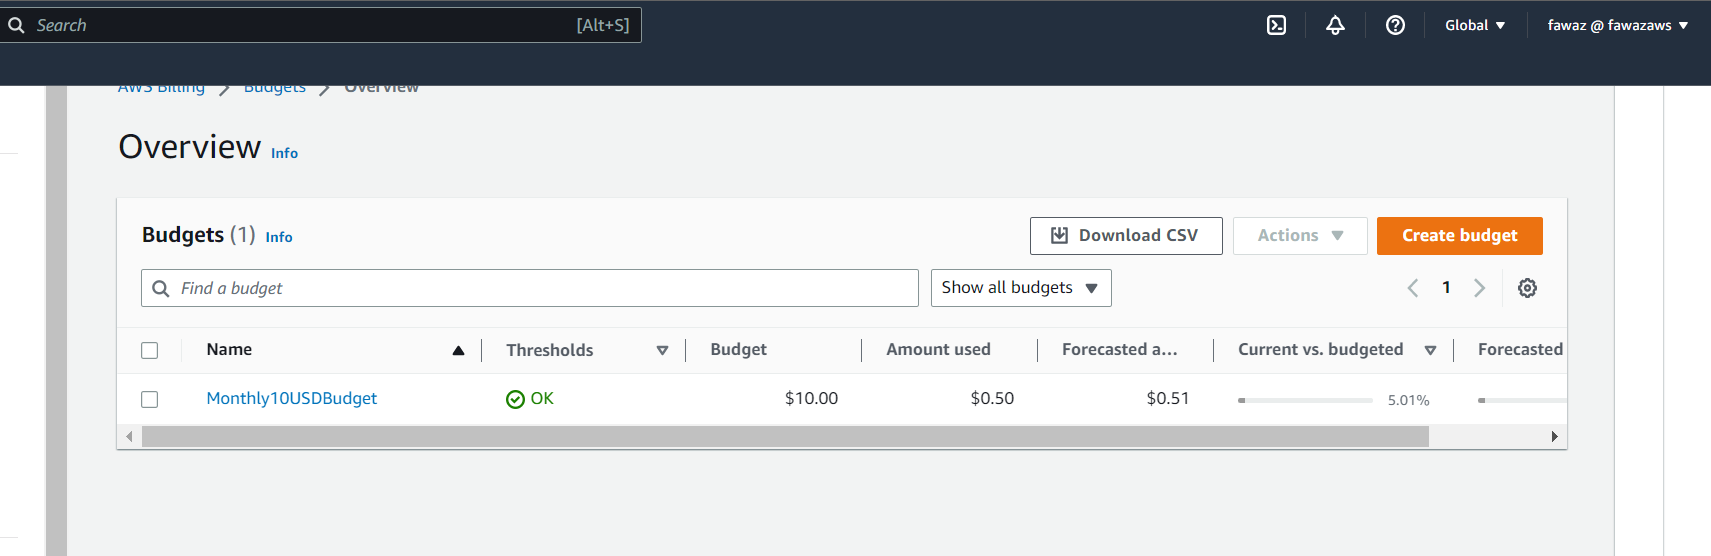 Search [Alt+S] Global fawaz @ fawazaws
AWS Billing Budgets Overview
Overview Info
Budgets (1) Info Download CSV Actions Create budget
Find a budget Show all budgets 1
Name Thresholds Budget Amount used Forecasted a... Current vs. budgeted Forecasted
Monthly10USDBudget OK $10.00 $0.50 $0.51 5.01%